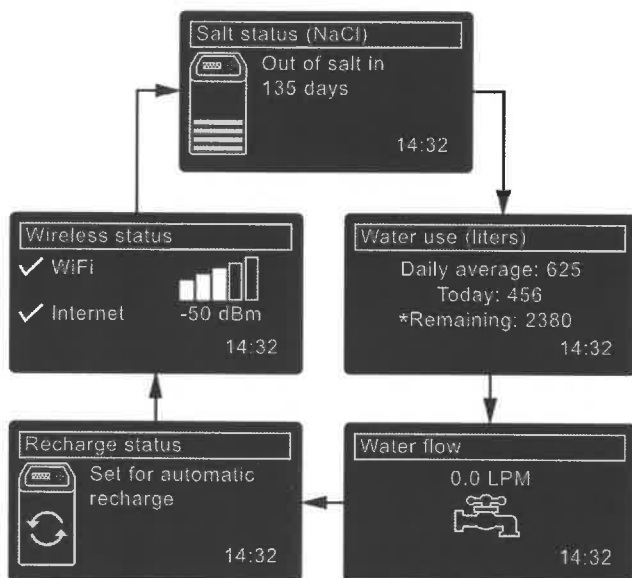 Salt status (NaCl)
Out of salt in
135 days
14:32
Wireless status
WiFi
Internet
-50 dBm
14:32
Water use (liters)
Daily average: 625
Today: 456
*Remaining: 2380
14:32
Recharge status
Set for automatic
recharge
14:32
Water flow
0.0 LPM
14:32